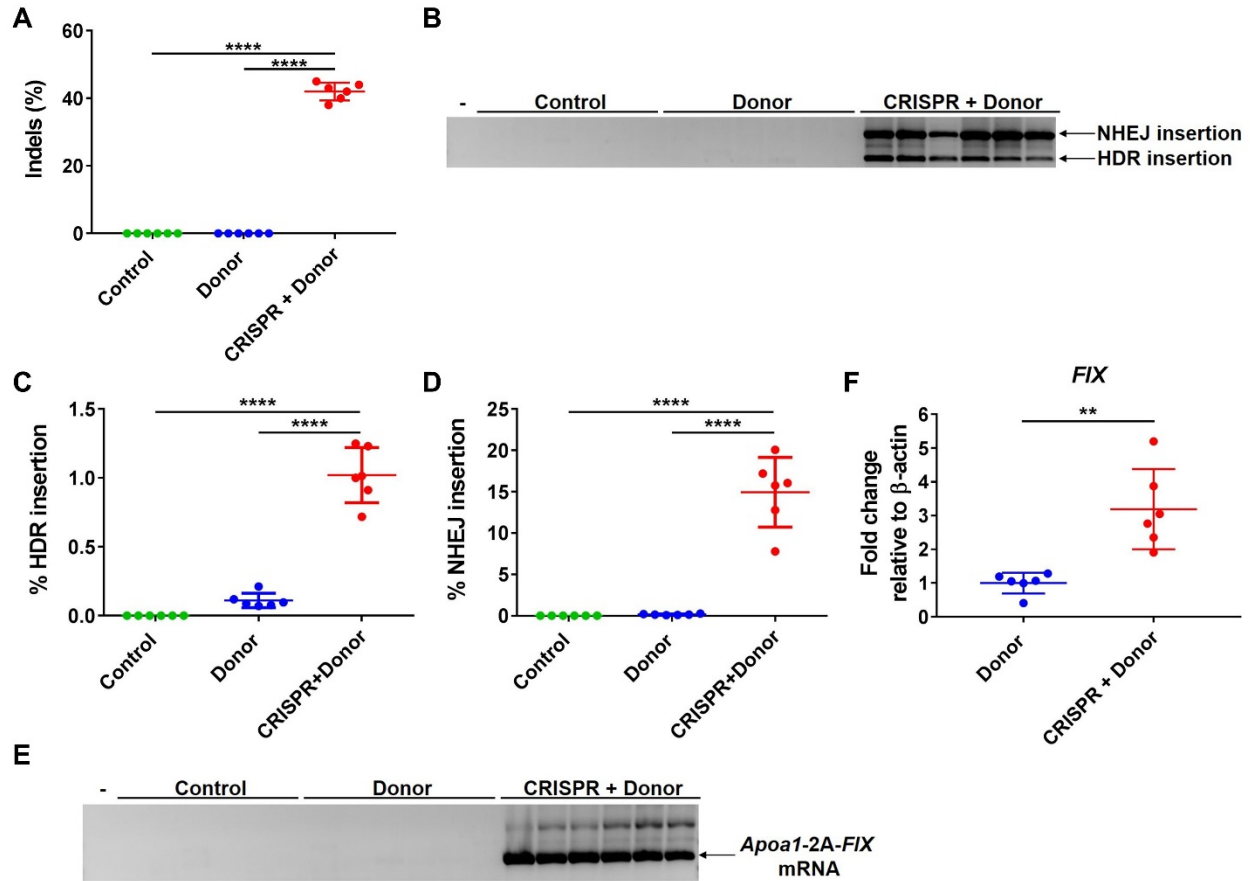 A
Indels (%)
60
40
20
0
****
****
Control
Donor
CRISPR + Donor
B
- Control Donor CRISPR + Donor
NHEJ insertion
HDR insertion
C
% HDR insertion
1.5
1.0
0.5
0.0
****
****
Control
Donor
CRISPR+Donor
D
% NHEJ insertion
25
20
15
10
5
0
****
****
Control
Donor
CRISPR+Donor
F
FIX
Fold change
relative to β-actin
6
5
4
3
2
1
0
**
Donor
CRISPR + Donor
E
- Control Donor CRISPR + Donor
Apoa1-2A-FIX
mRNA